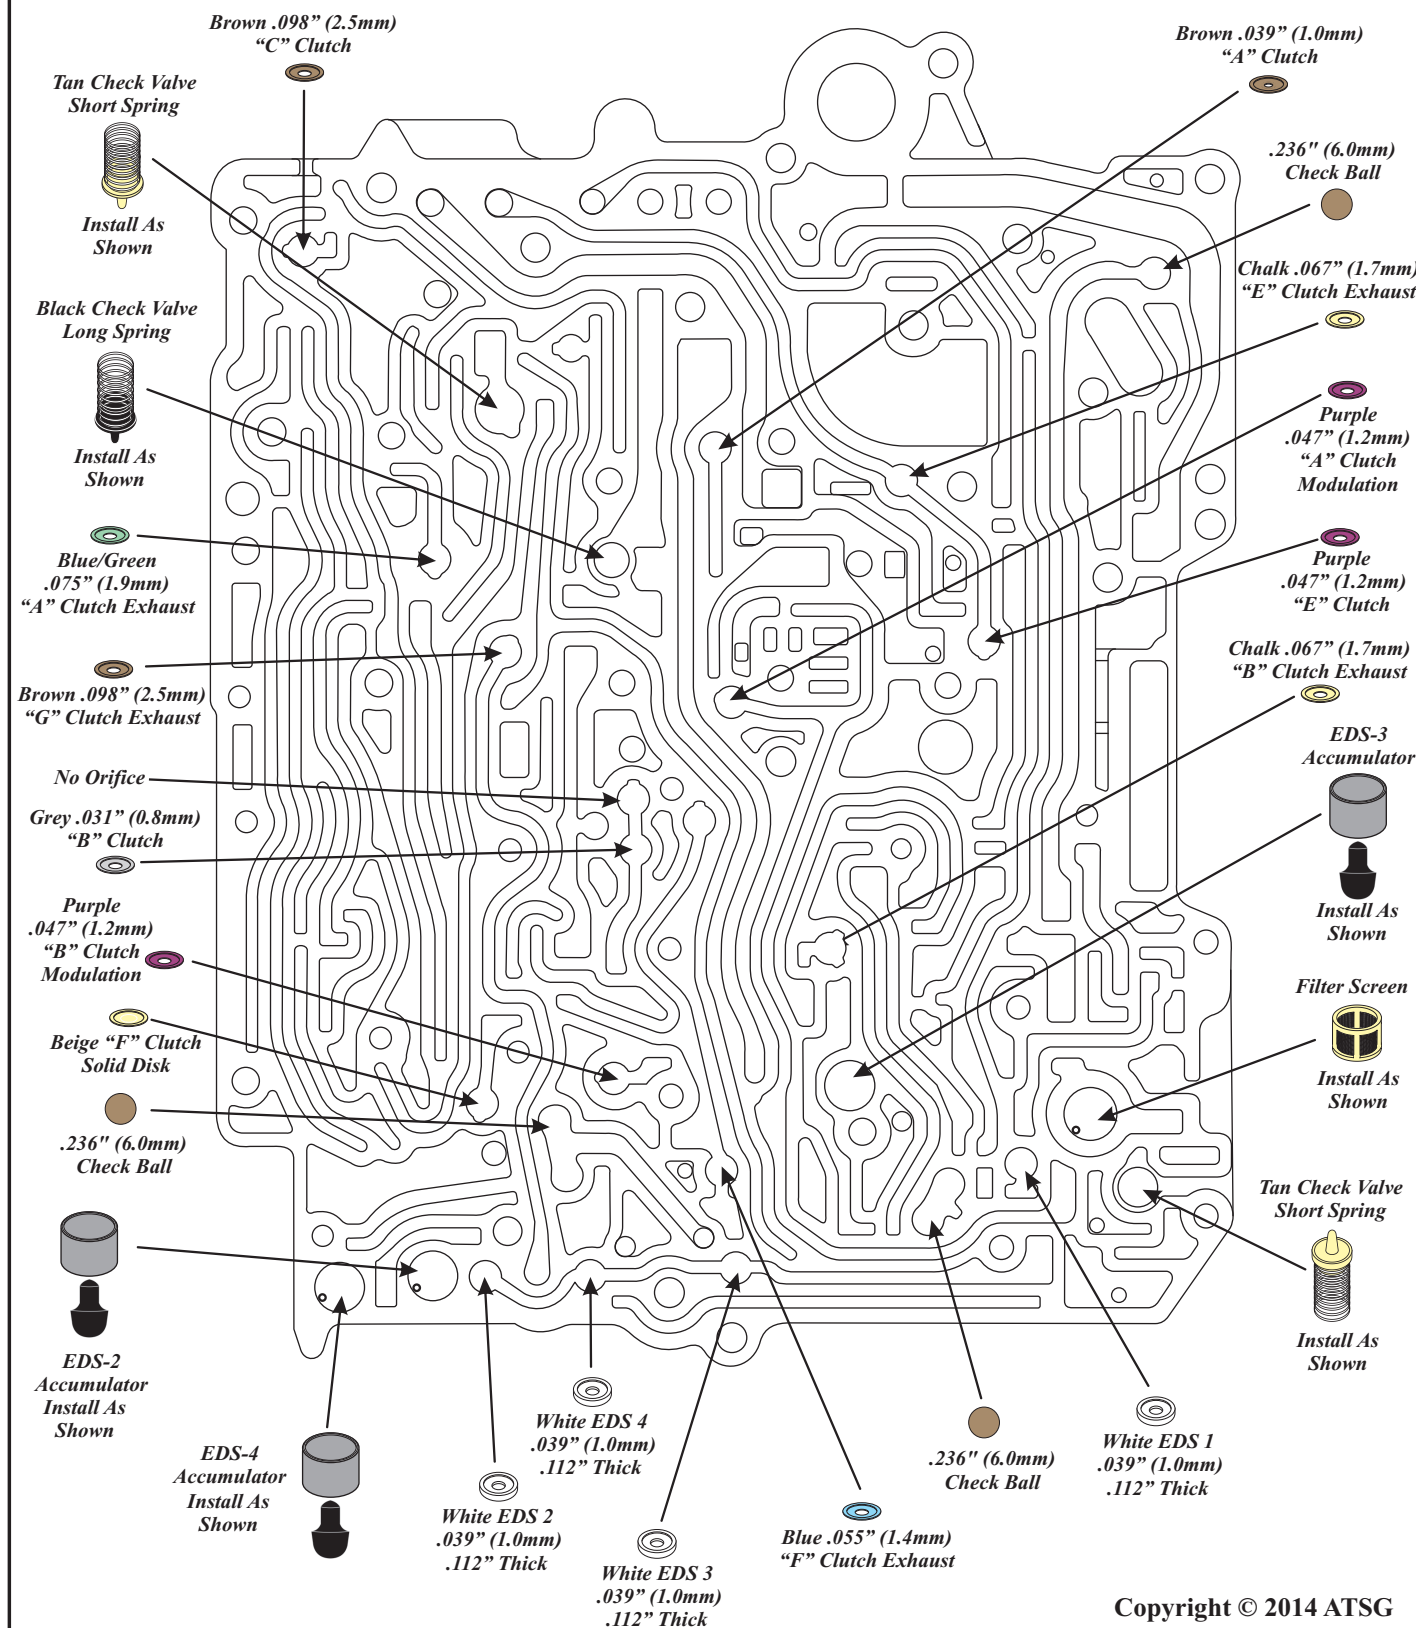 Brown .098” (2.5mm)
“C” Clutch
Tan Check Valve
Short Spring
Install As
Shown
Black Check Valve
Long Spring
Install As
Shown
Blue/Green
.075” (1.9mm)
“A” Clutch Exhaust
Brown .098” (2.5mm)
“G” Clutch Exhaust
No Orifice
Grey .031” (0.8mm)
“B” Clutch
Purple
.047” (1.2mm)
“B” Clutch
Modulation
Beige “F” Clutch
Solid Disk
.236" (6.0mm)
Check Ball
EDS-2
Accumulator
Install As
Shown
EDS-4
Accumulator
Install As
Shown
White EDS 2
.039” (1.0mm)
.112” Thick
White EDS 4
.039” (1.0mm)
.112” Thick
White EDS 3
.039” (1.0mm)
.112” Thick
Blue .055” (1.4mm)
“F” Clutch Exhaust
.236" (6.0mm)
Check Ball
White EDS 1
.039” (1.0mm)
.112” Thick
Brown .039” (1.0mm)
“A” Clutch
.236" (6.0mm)
Check Ball
Chalk .067” (1.7mm)
“E” Clutch Exhaust
Purple
.047” (1.2mm)
“A” Clutch
Modulation
Purple
.047” (1.2mm)
“E” Clutch
Chalk .067” (1.7mm)
“B” Clutch Exhaust
EDS-3
Accumulator
Install As
Shown
Filter Screen
Install As
Shown
Tan Check Valve
Short Spring
Install As
Shown
Copyright © 2014 ATSG